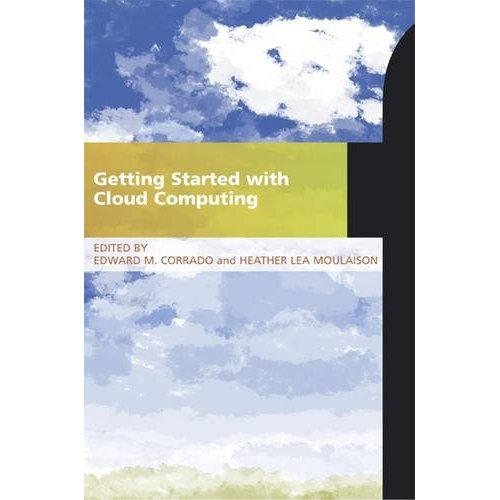 Getting Started with
Cloud Computing
EDITED BY
EDWARD M. CORRADO and HEATHER LEA MOULAISON